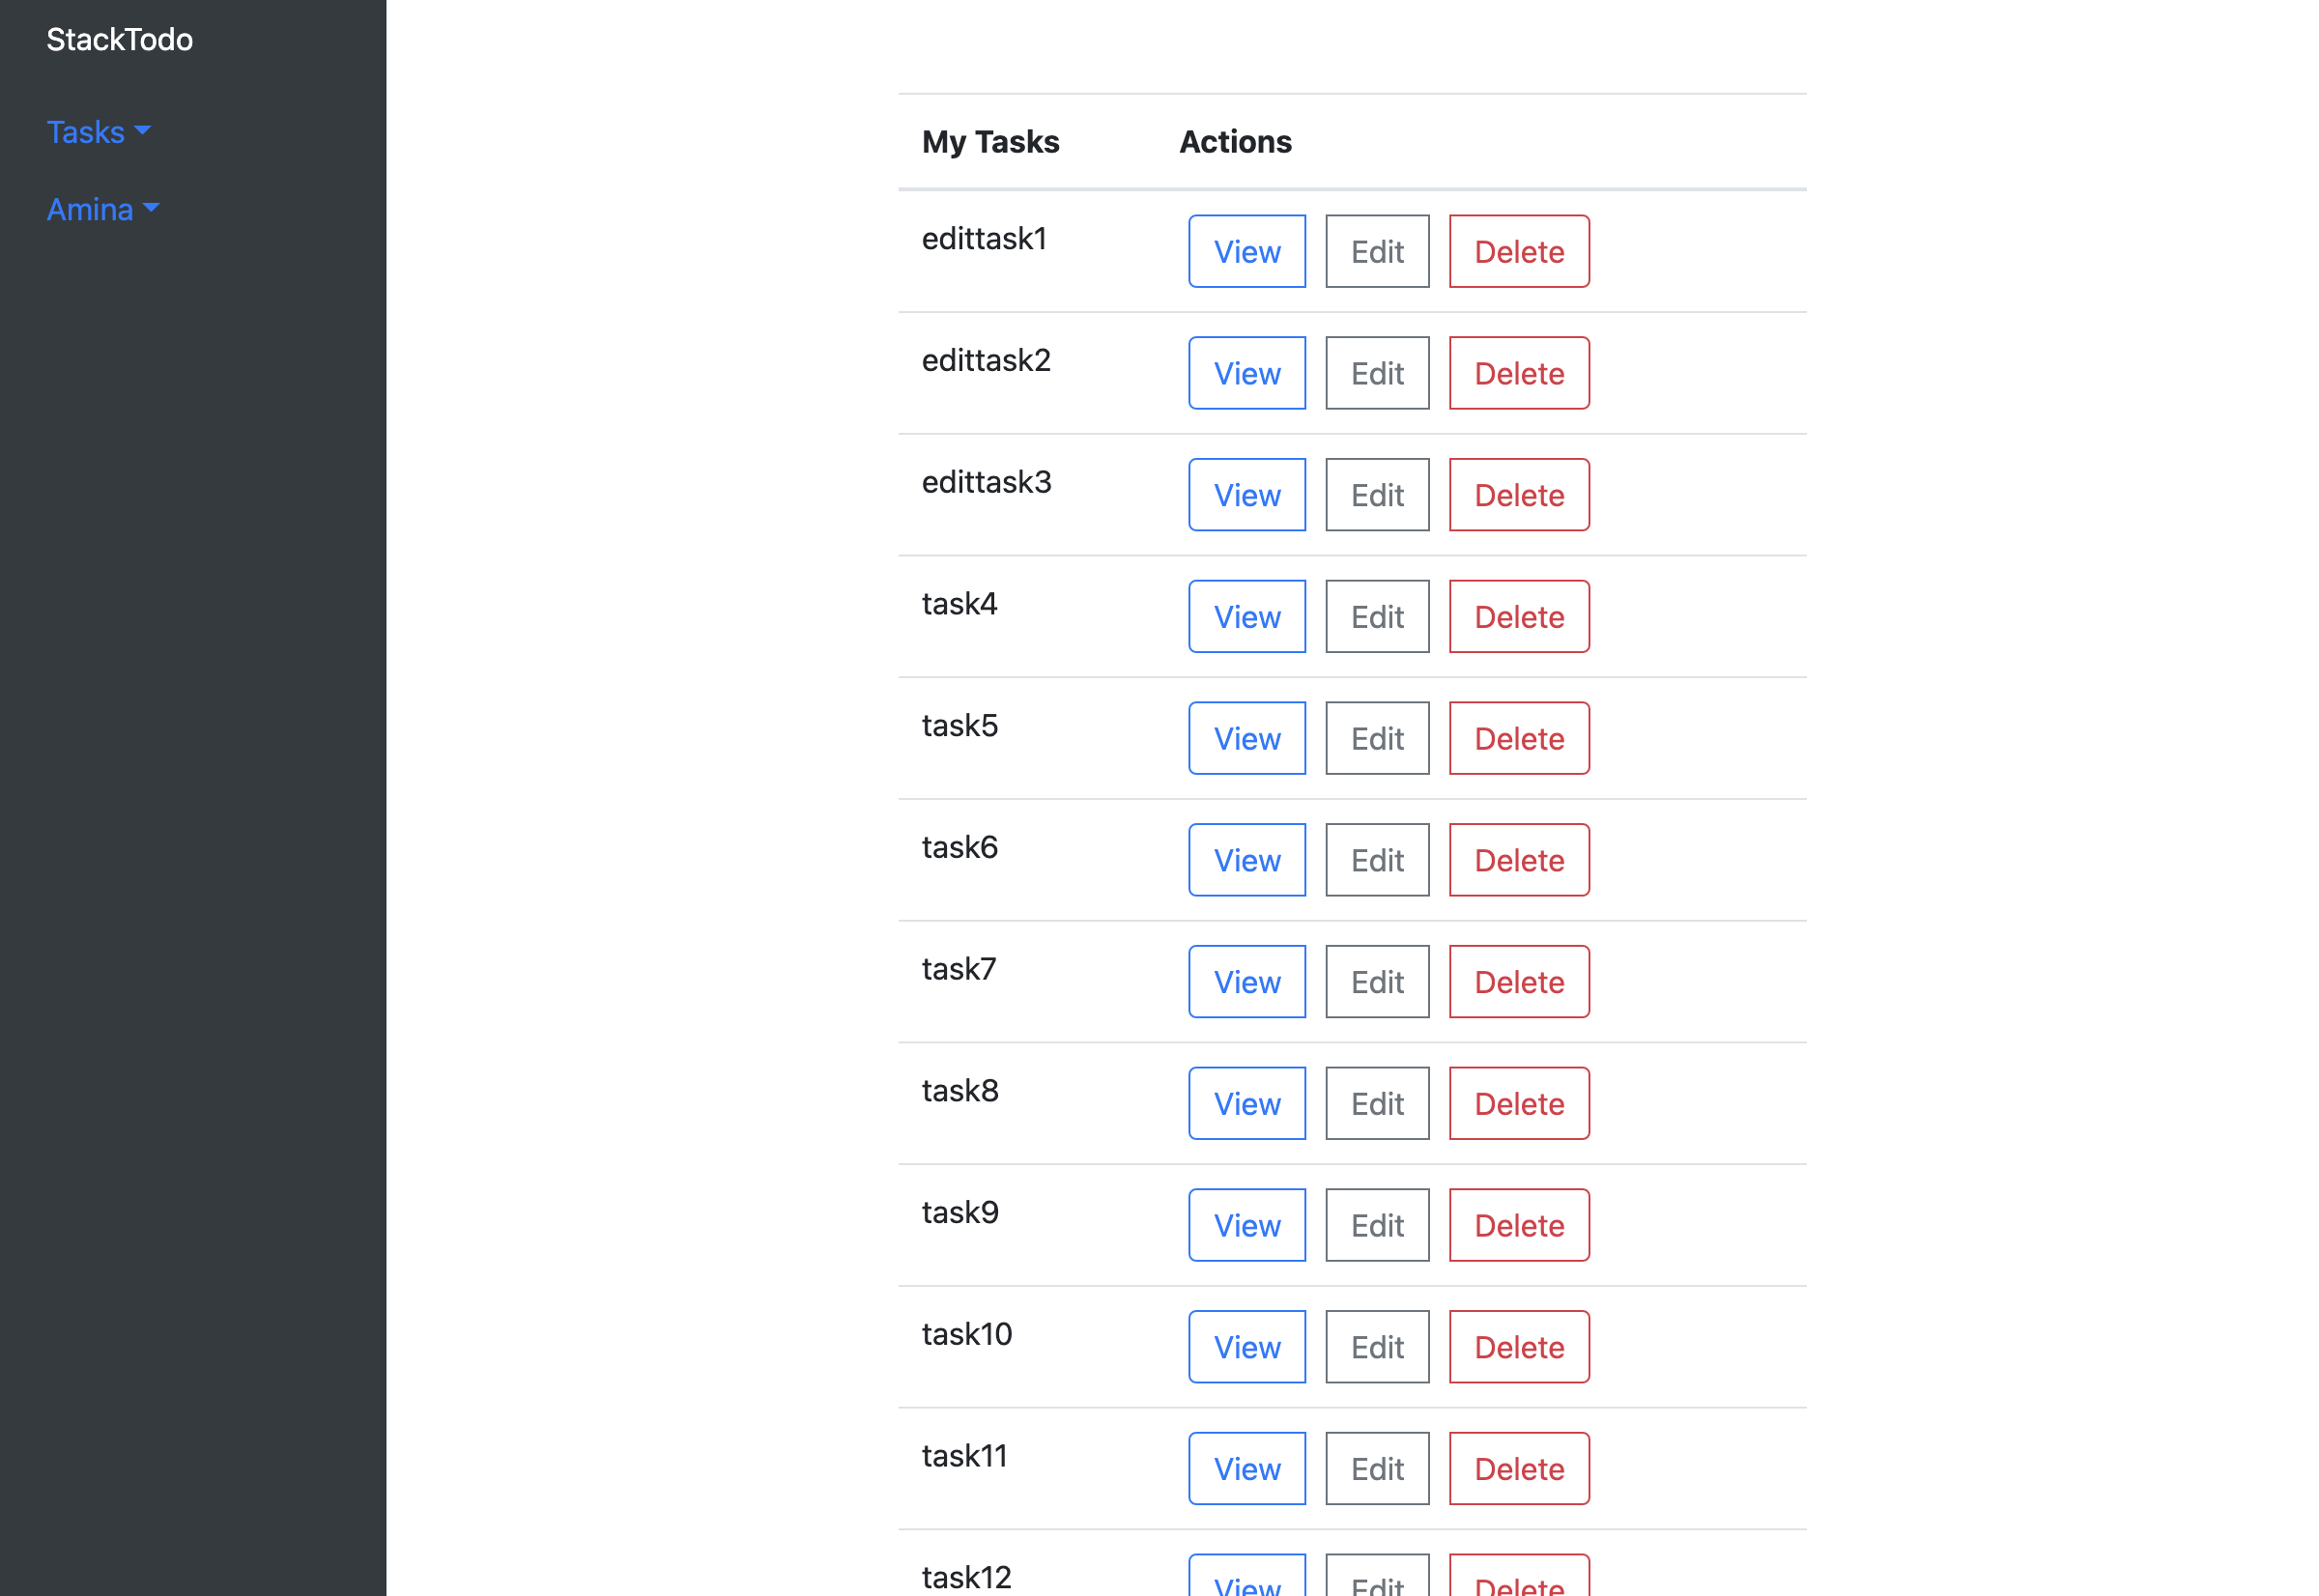 StackTodo
Tasks
Amina
My Tasks Actions
edittask1 View Edit Delete
edittask2 View Edit Delete
edittask3 View Edit Delete
task4 View Edit Delete
task5 View Edit Delete
task6 View Edit Delete
task7 View Edit Delete
task8 View Edit Delete
task9 View Edit Delete
task10 View Edit Delete
task11 View Edit Delete
task12 View Edit Delete